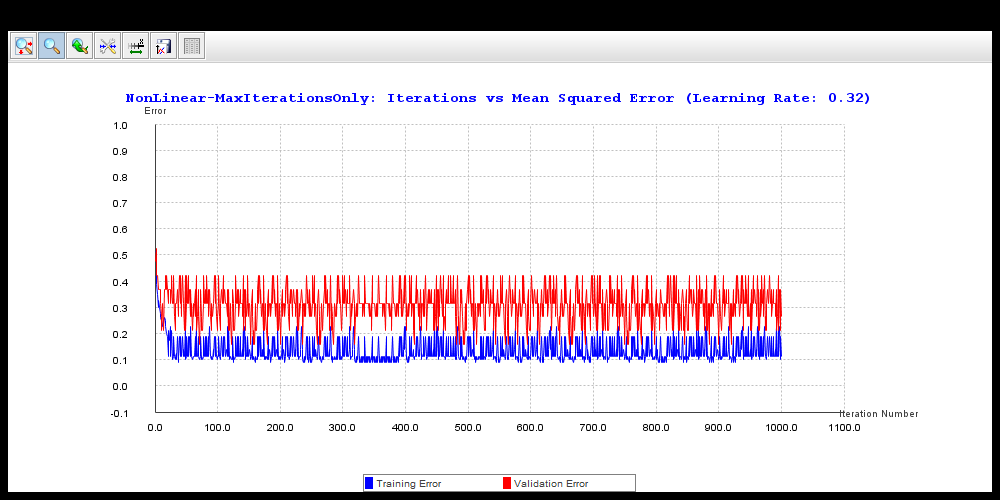 NonLinear-MaxIterationsOnly: Iterations vs Mean Squared Error (Learning Rate: 0.32)
Error
1.0
0.9
0.8
0.7
0.6
0.5
0.4
0.3
0.2
0.1
0.0
-0.1
Iteration Number
0.0 100.0 200.0 300.0 400.0 500.0 600.0 700.0 800.0 900.0 1000.0 1100.0
Training Error Validation Error